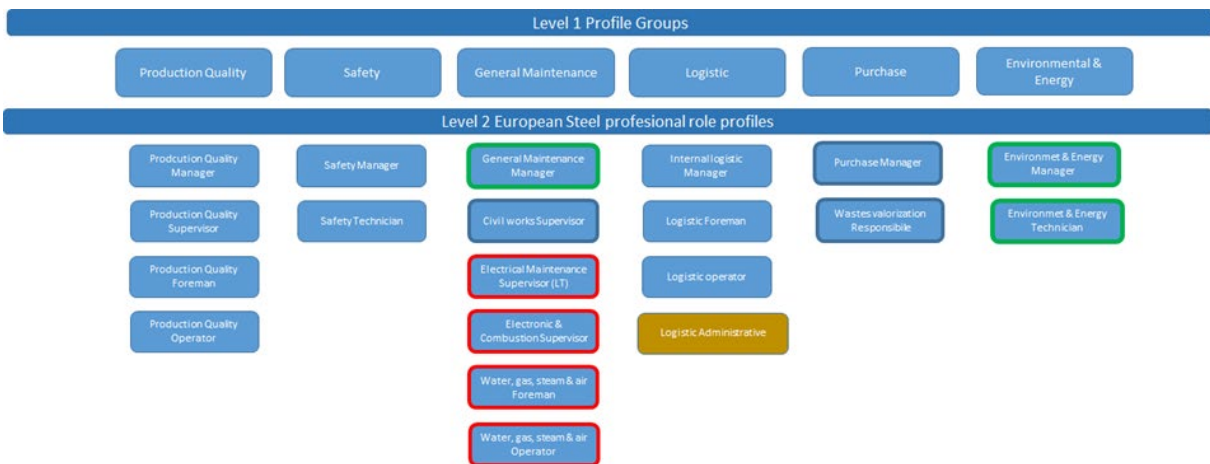 Level 1 Profile Groups
Production Quality
Safety
General Maintenance
Logistic
Purchase
Environmental &
Energy
Level 2 European Steel profesional role profiles
Prodcution Quality
Manager
Safety Manager
General Maintenance
Manager
Internal logistic
Manager
Purchase Manager
Environmet & Energy
Manager
Production Quality
Supervisor
Safety Technician
Civil works Supervisor
Logistic Foreman
Wastes valorization
Responsibile
Environmet & Energy
Technician
Production Quality
Foreman
Electrical Maintenance
Supervisor (LT)
Logistic operator
Production Quality
Operator
Electronic &
Combustion Supervisor
Logistic Administrative
Water, gas, steam & air
Foreman
Water, gas, steam & air
Operator